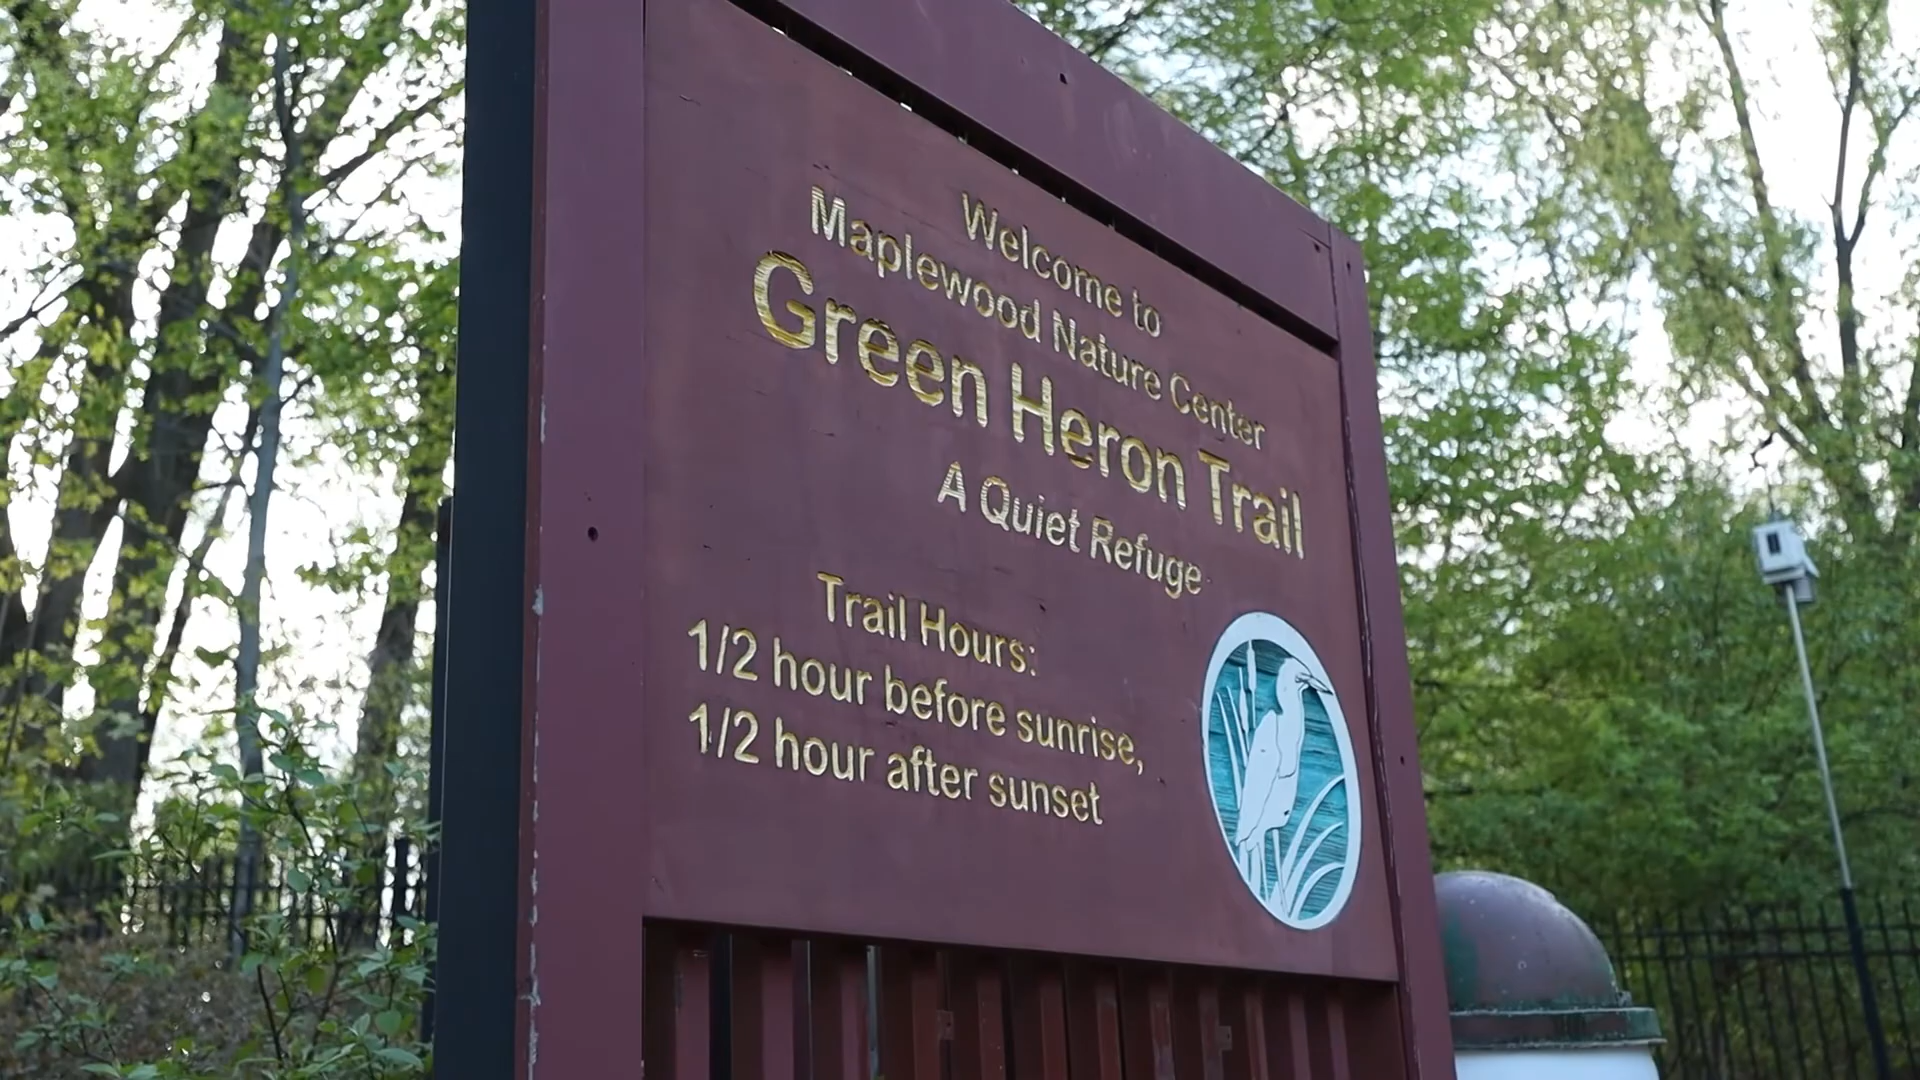 Welcome to
Maplewood Nature Center
Green Heron Trail
A Quiet Refuge
Trail Hours:
1/2 hour before sunrise,
1/2 hour after sunset